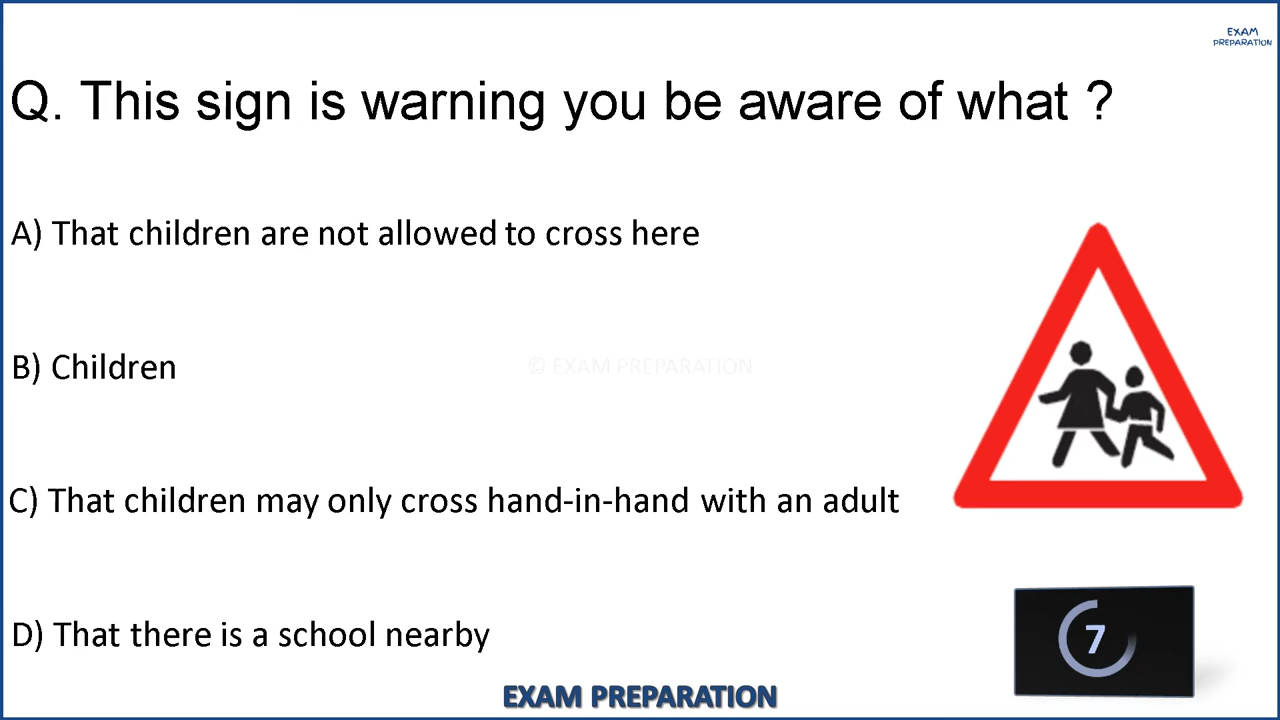 EXAM
PREPARATION
Q. This sign is warning you be aware of what ?
A) That children are not allowed to cross here
B) Children
© EXAM PREPARATION
C) That children may only cross hand-in-hand with an adult
D) That there is a school nearby
7
EXAM PREPARATION